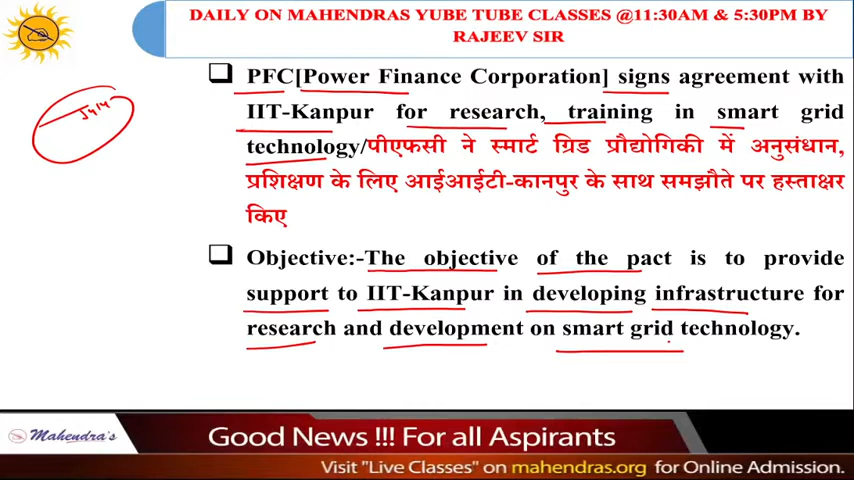 DAILY ON MAHENDRAS YUBE TUBE CLASSES @11:30AM & 5:30PM BY
RAJEEV SIR
PFC[Power Finance Corporation] signs agreement with
IIT-Kanpur for research, training in smart grid
technology/पीएफसी ने स्मार्ट ग्रिड प्रौद्योगिकी में अनुसंधान,
प्रशिक्षण के लिए आईआईटी-कानपुर के साथ समझौते पर हस्ताक्षर
किए
Objective:-The objective of the pact is to provide
support to IIT-Kanpur in developing infrastructure for
research and development on smart grid technology.
Mahendra's
Good News !!! For all Aspirants
Visit "Live Classes" on mahendras.org for Online Admission.